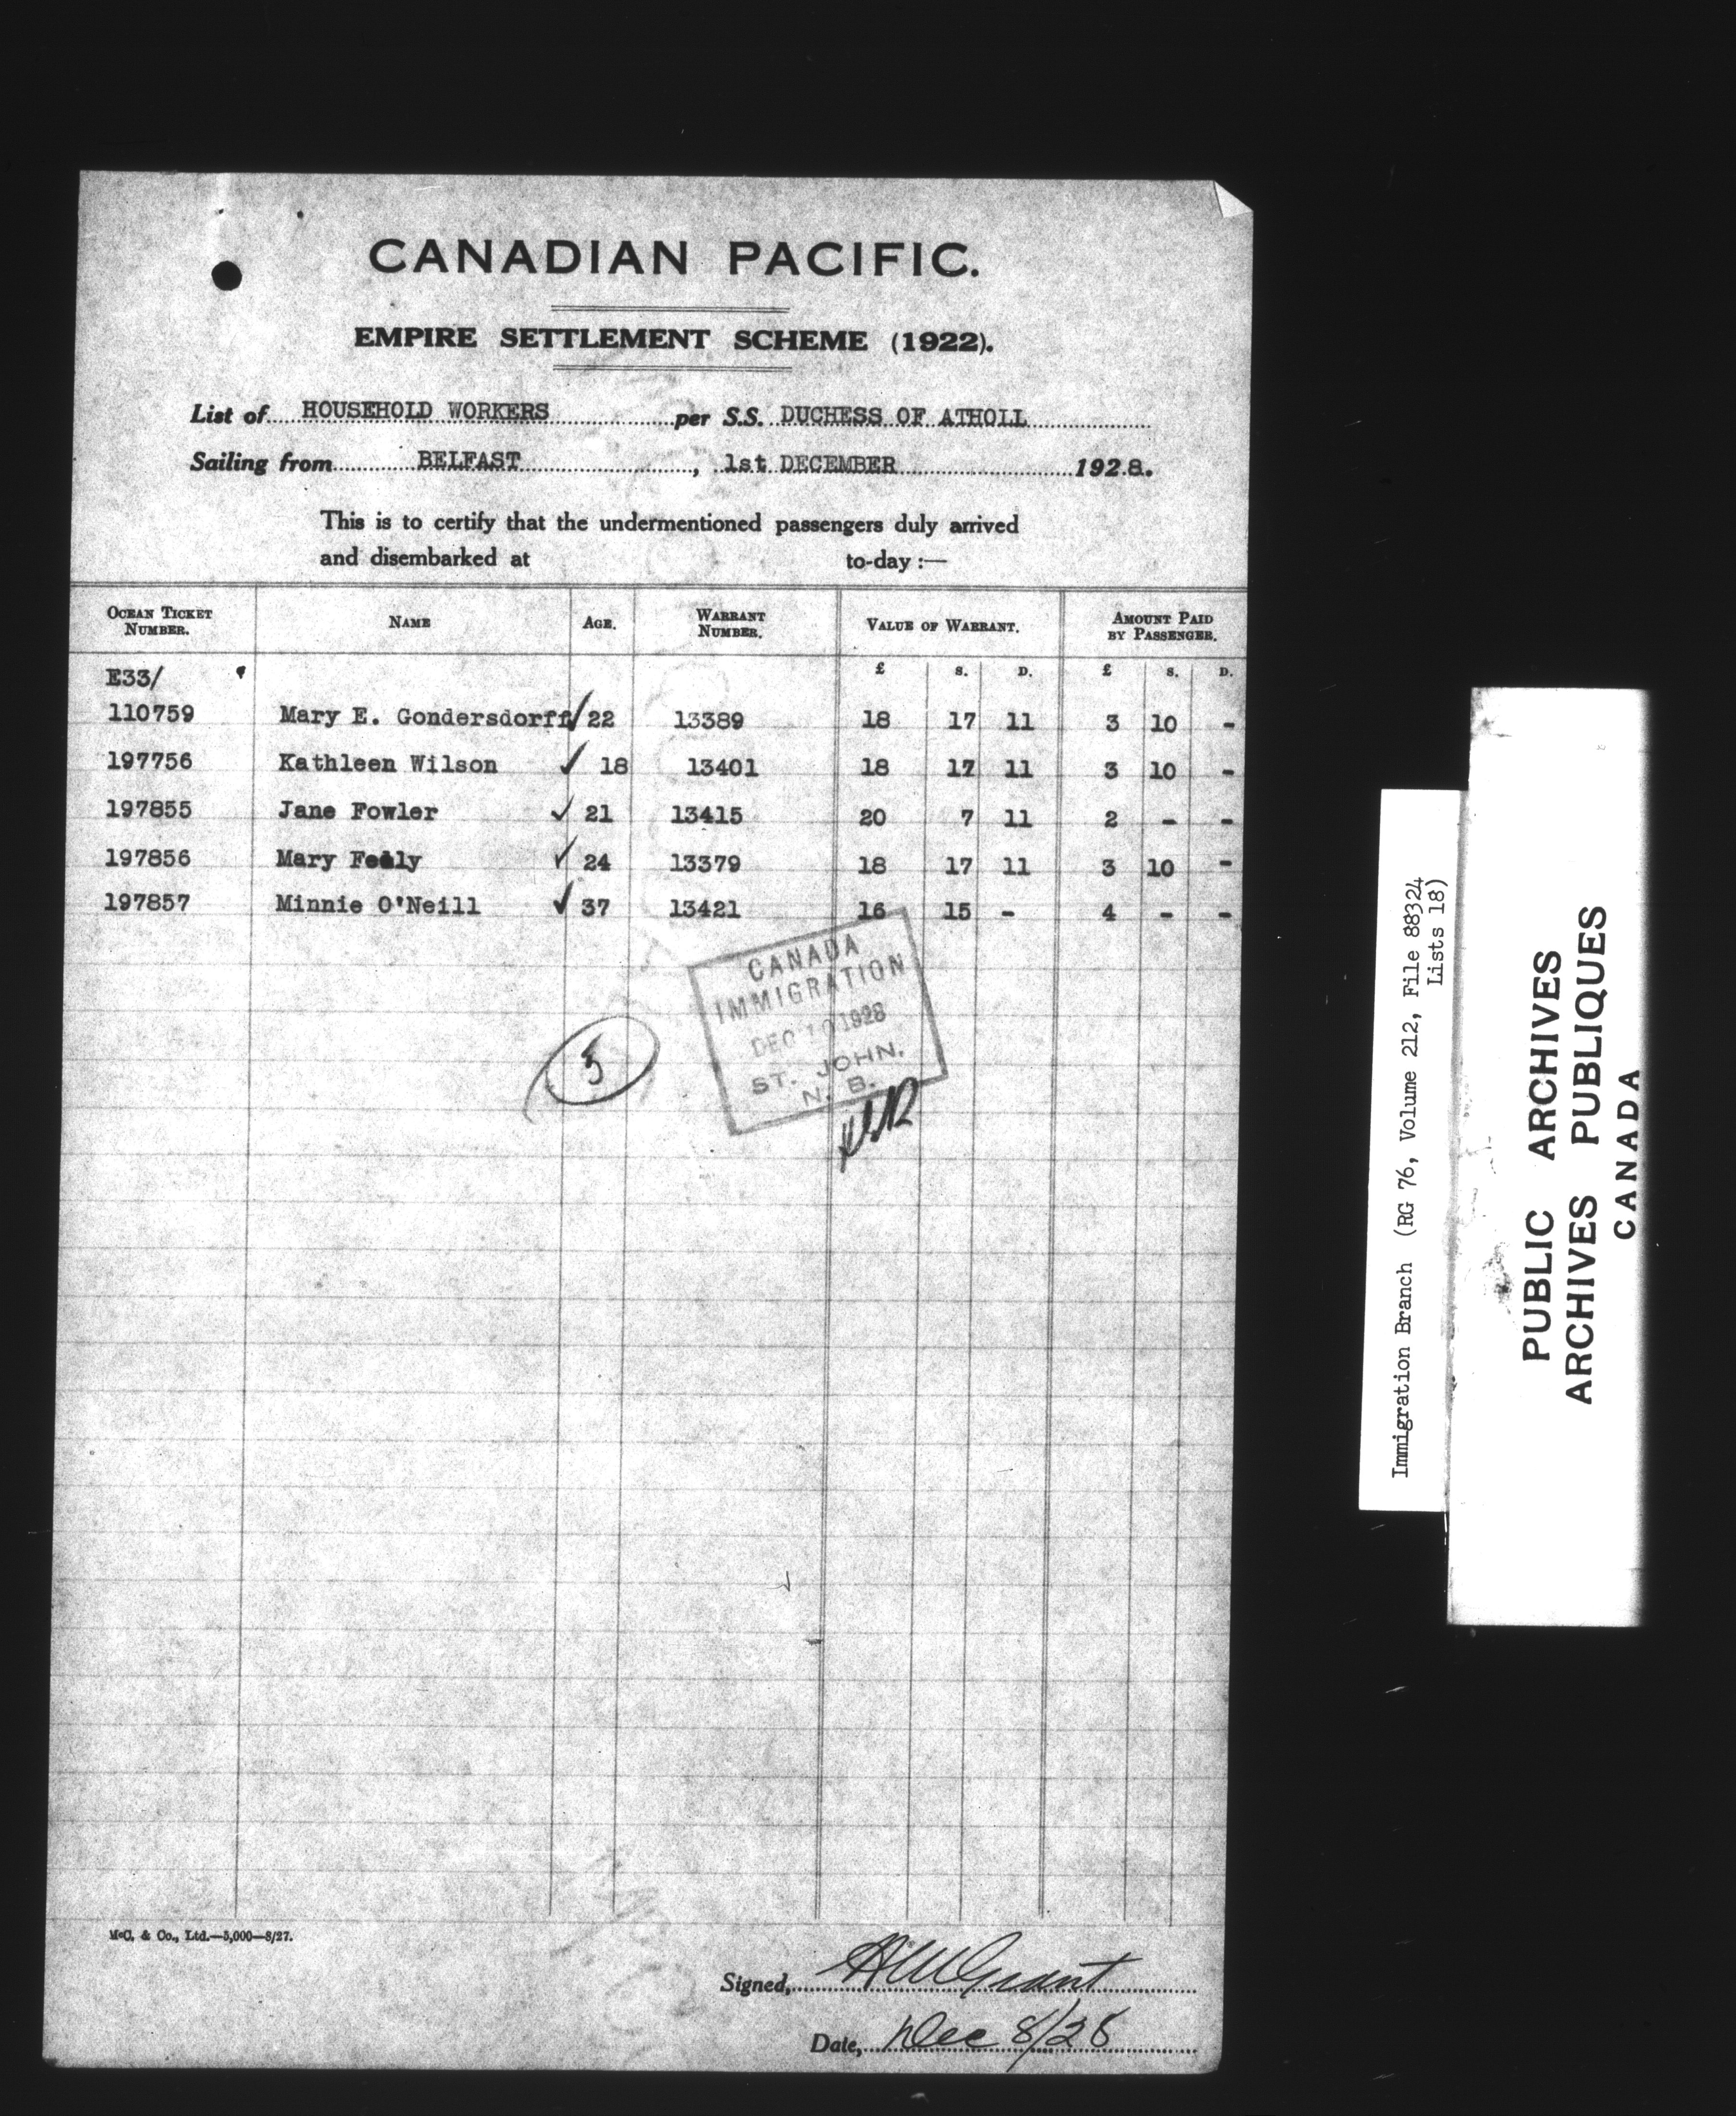 CANADIAN PACIFIC.
EMPIRE SETTLEMENT SCHEME (1922).
List of HOUSEHOLD WORKERS per S.S. DUCHESS OF ATHOLL
Sailing from BELFAST, 1st DECEMBER 1928.
This is to certify that the undermentioned passengers duly arrived
and disembarked at to-day :—
OCEAN TICKET NUMBER. NAME AGE. WARRANT NUMBER. VALUE OF WARRANT. AMOUNT PAID BY PASSENGER.
£ S. D. £ S. D.
E33/
110759 Mary E. Gondersdorff ✓ 22 13389 18 17 11 3 10 -
197756 Kathleen Wilson ✓ 18 13401 18 17 11 3 10 -
197855 Jane Fowler ✓ 21 13415 20 7 11 2 - -
197856 Mary ✓ 24 13379 18 17 11 3 10 -
197857 Minnie O'Neill ✓ 37 13421 16 15 - 4 - -
CANADA
IMMIGRATION
DEC 10 1928
ST. JOHN,
N. B.
5
McC. & Co., Ltd.—5,000—8/27.
Signed, Grant
Date, Dec 8/28
Immigration Branch (RG 76, Volume 212, File 88324
Lists 18)
PUBLIC ARCHIVES
ARCHIVES PUBLIQUES
CANADA